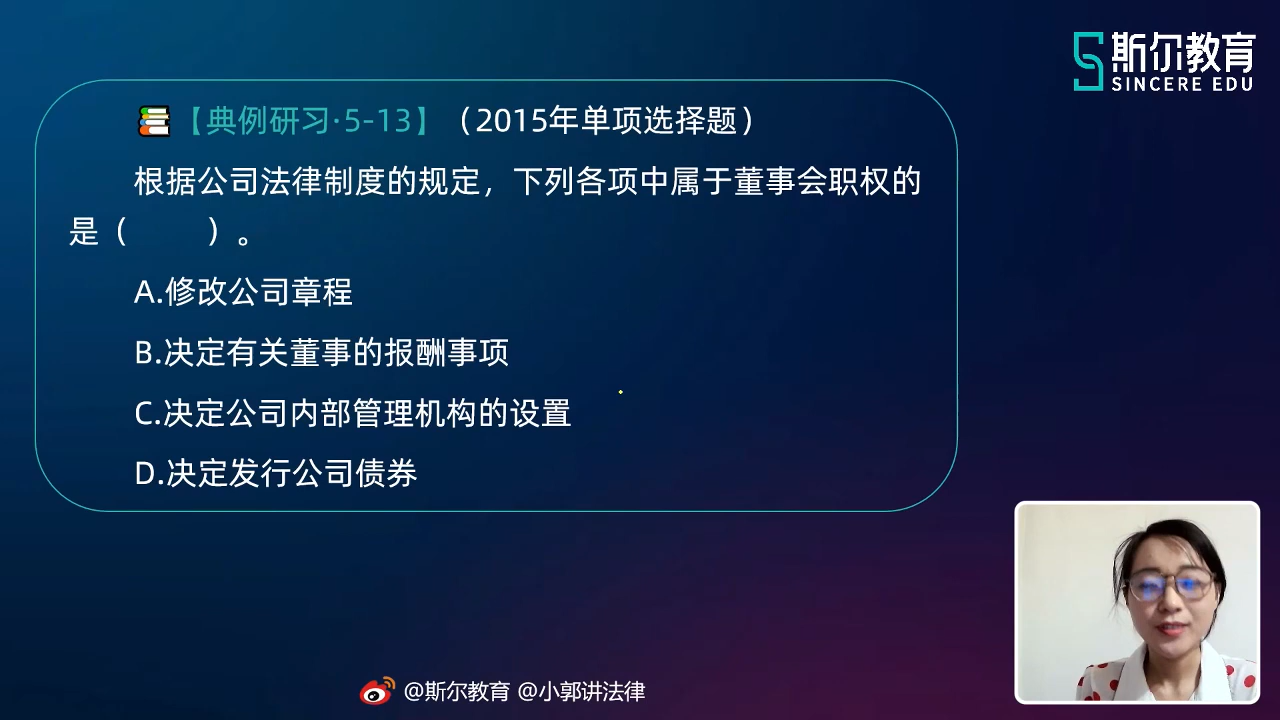 斯尔教育
SINCERE EDU
【典例研习·5-13】（2015年单项选择题）
根据公司法律制度的规定，下列各项中属于董事会职权的
是（　　）。
A.修改公司章程
B.决定有关董事的报酬事项
C.决定公司内部管理机构的设置
D.决定发行公司债券
@斯尔教育 @小郭讲法律